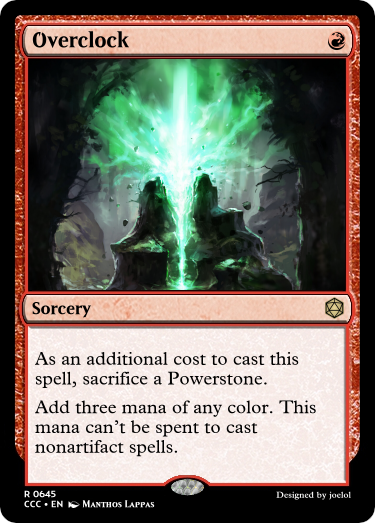 Overclock
Sorcery
As an additional cost to cast this
spell, sacrifice a Powerstone.
Add three mana of any color. This
mana can't be spent to cast
nonartifact spells.
R 0645
CCC • EN Manthos Lappas
Designed by joelol